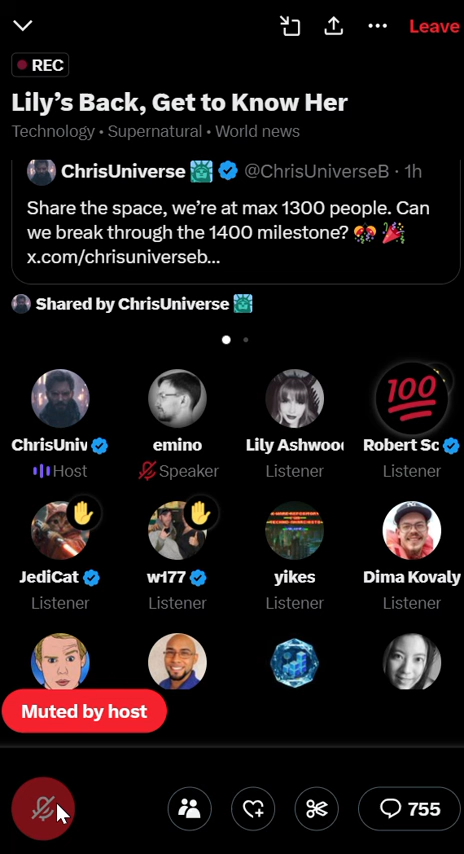 Leave
REC
Lily’s Back, Get to Know Her
Technology • Supernatural • World news
ChrisUniverse 🗽 @ChrisUniverseB · 1h
Share the space, we’re at max 1300 people. Can
we break through the 1400 milestone? 🎊 🎉
x.com/chrisuniverseb...
Shared by ChrisUniverse 🗽
100
ChrisUniv emino Lily Ashwood Robert Sc
Host Speaker Listener Listener
JediCat w177 yikes Dima Kovaly
Listener Listener Listener Listener
Muted by host
755